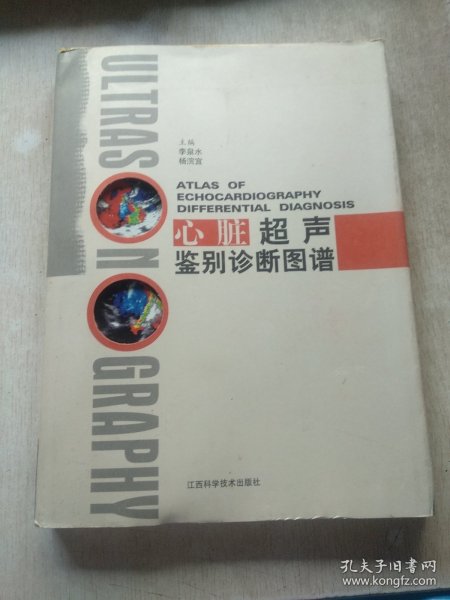 ULTRASONOGRAPHY
主编
李泉水
杨浣宜
ATLAS OF
ECHOCARDIOGRAPHY
DIFFERENTIAL DIAGNOSIS
心脏超声
鉴别诊断图谱
江西科学技术出版社
孔夫子旧书网
www.kongfz.com